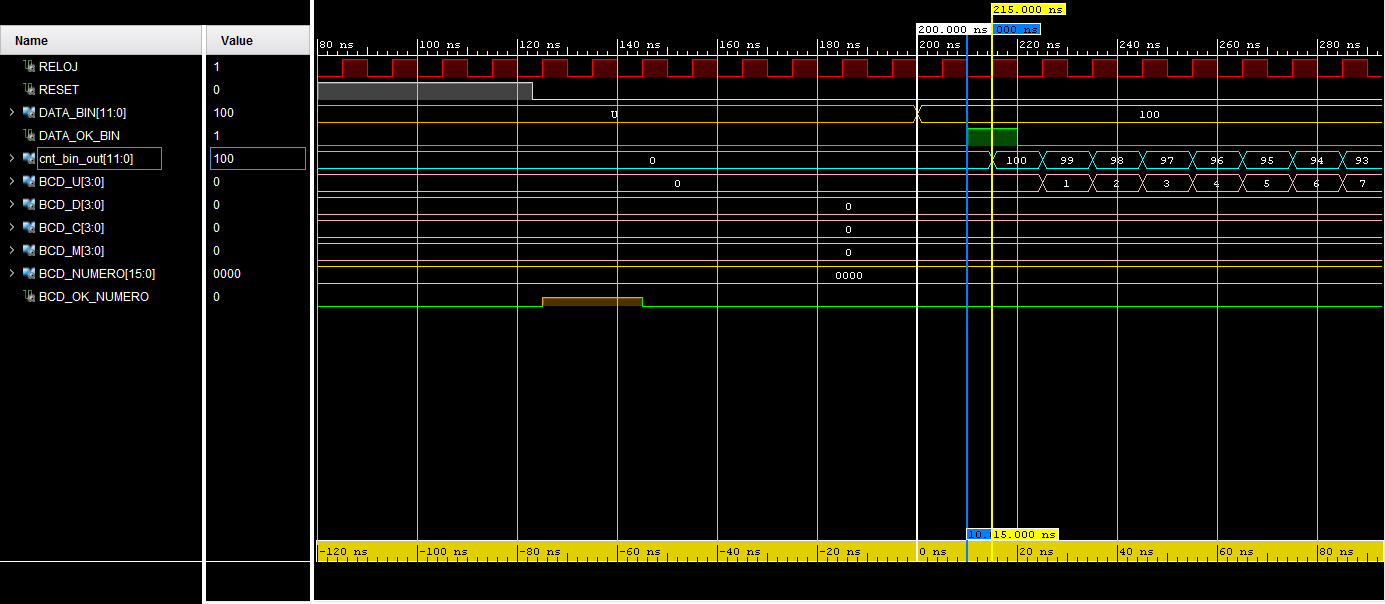 215.000 ns
200.000 ns
Name Value
80 ns 100 ns 120 ns 140 ns 160 ns 180 ns 200 ns 220 ns 240 ns 260 ns 280 ns
RELOJ 1
RESET 0
DATA_BIN[11:0] 100 U 100
DATA_OK_BIN 1
cnt_bin_out[11:0] 100 0 100 99 98 97 96 95 94 93
BCD_U[3:0] 0 0 1 2 3 4 5 6 7
BCD_D[3:0] 0 0
BCD_C[3:0] 0 0
BCD_M[3:0] 0 0
BCD_NUMERO[15:0] 0000 0000
BCD_OK_NUMERO 0
15.000 ns
-120 ns -100 ns -80 ns -60 ns -40 ns -20 ns 0 ns 20 ns 40 ns 60 ns 80 ns